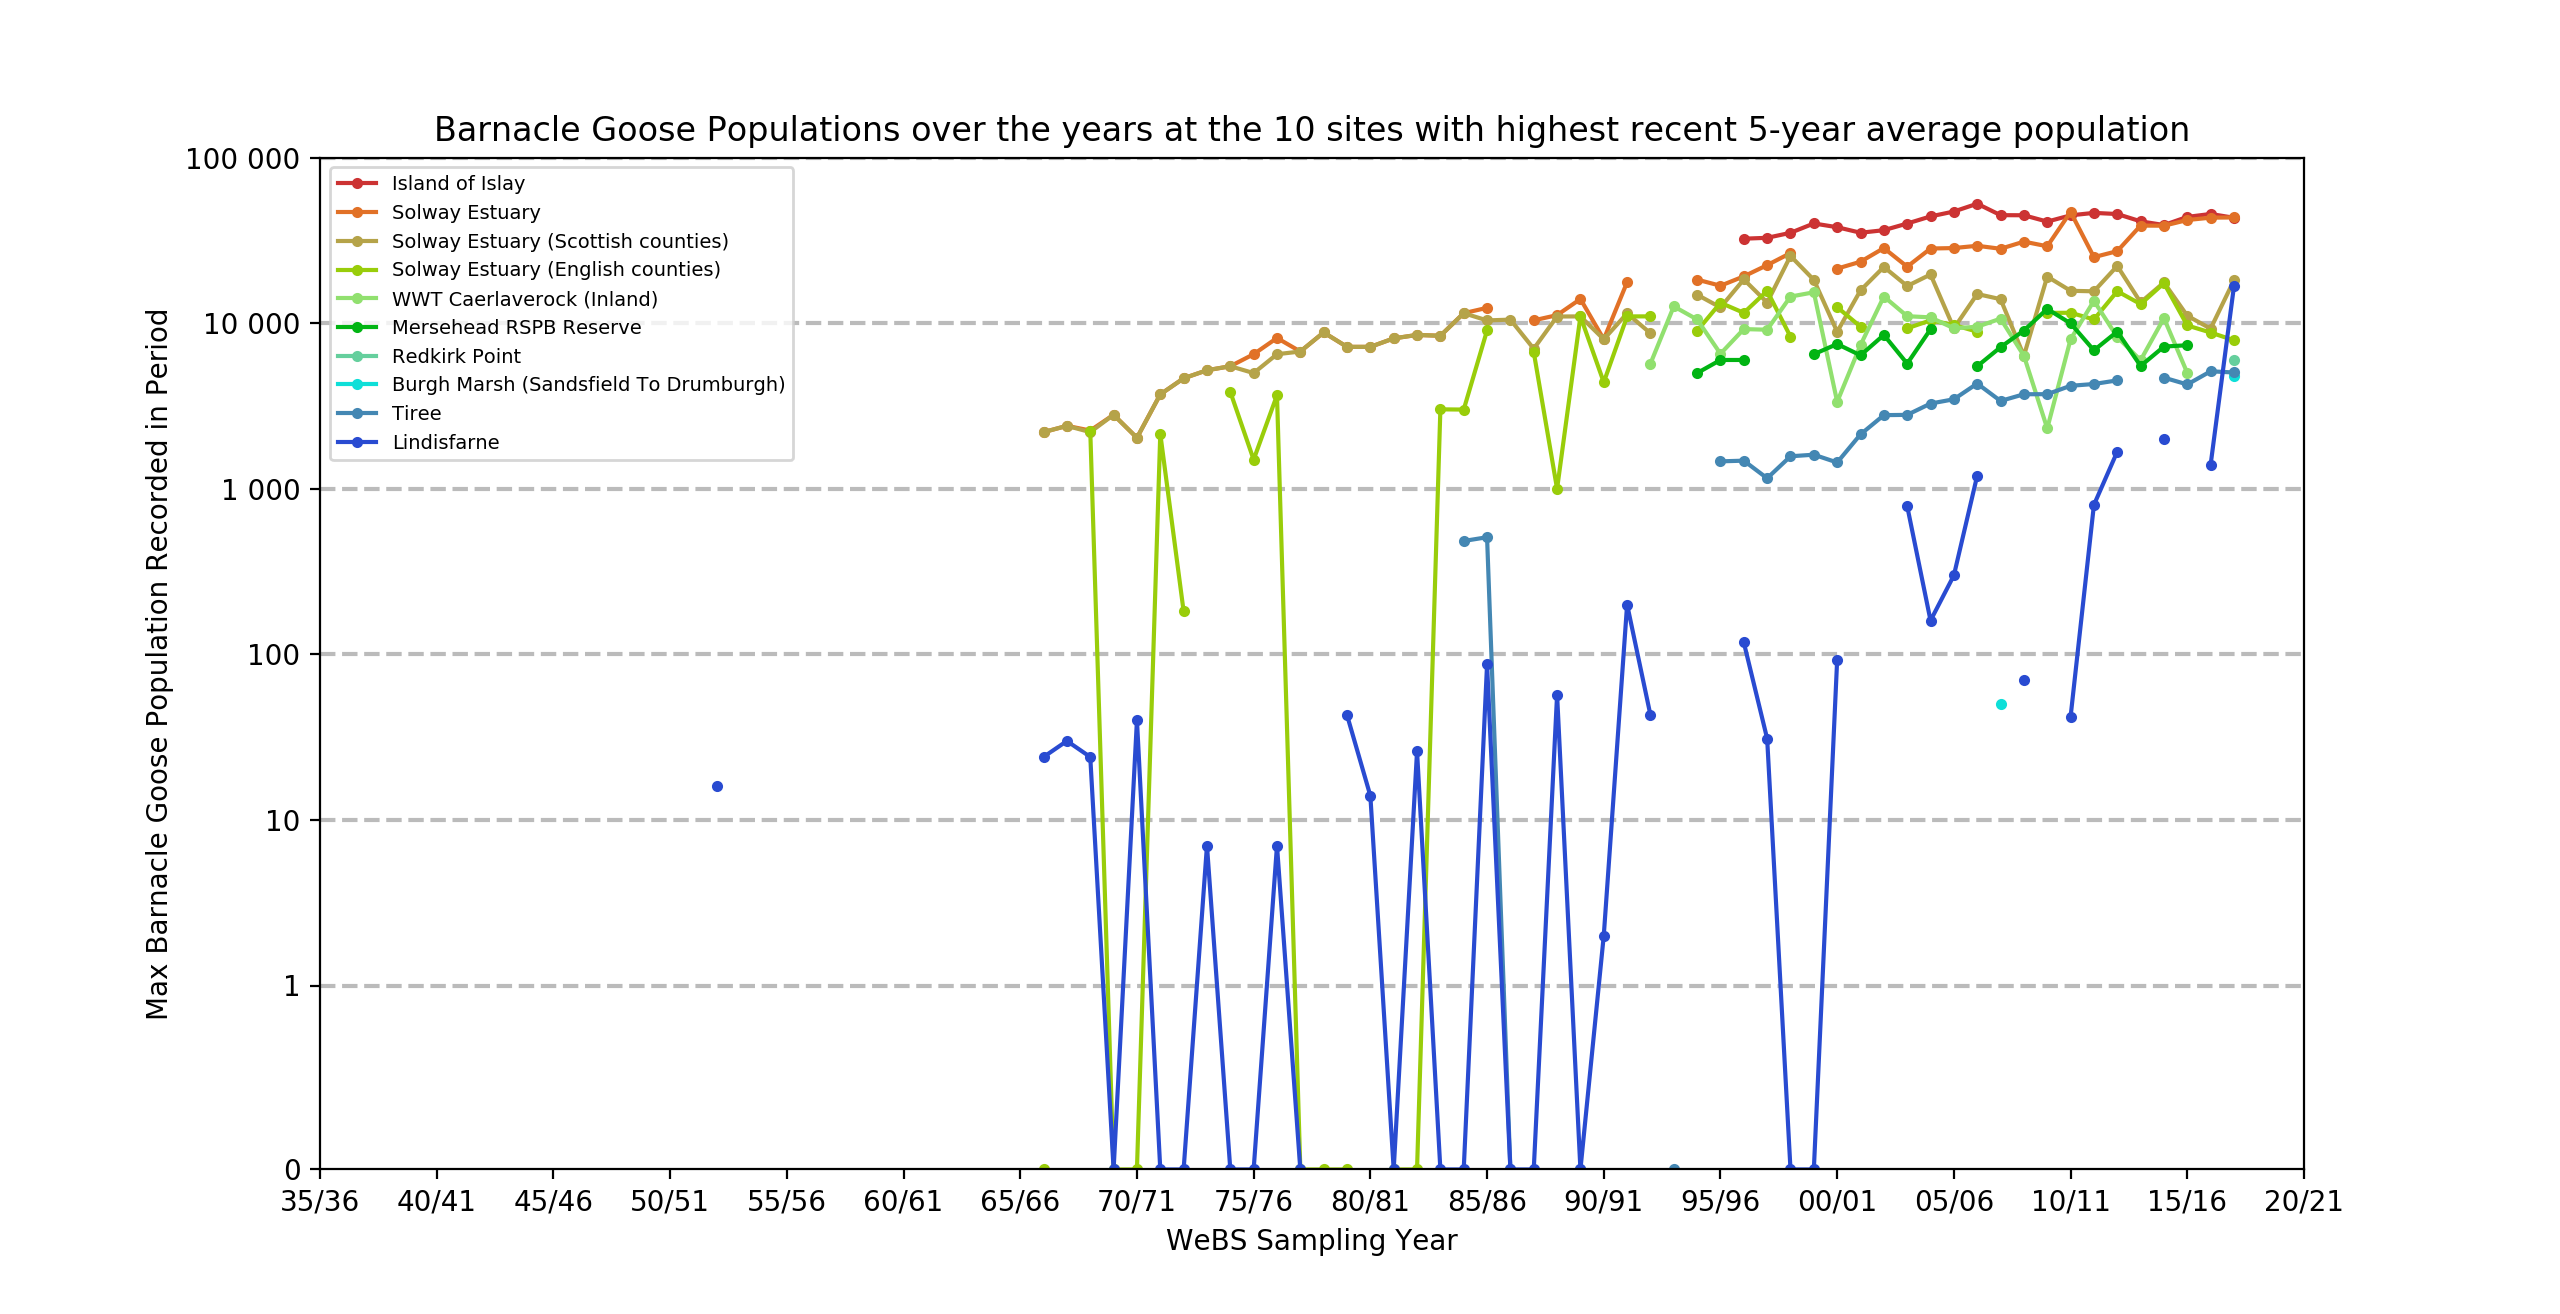 Barnacle Goose Populations over the years at the 10 sites with highest recent 5-year average population
Max Barnacle Goose Population Recorded in Period
100 000
10 000
1 000
100
10
1
0
Island of Islay
Solway Estuary
Solway Estuary (Scottish counties)
Solway Estuary (English counties)
WWT Caerlaverock (Inland)
Mersehead RSPB Reserve
Redkirk Point
Burgh Marsh (Sandsfield To Drumburgh)
Tiree
Lindisfarne
35/36 40/41 45/46 50/51 55/56 60/61 65/66 70/71 75/76 80/81 85/86 90/91 95/96 00/01 05/06 10/11 15/16 20/21
WeBS Sampling Year